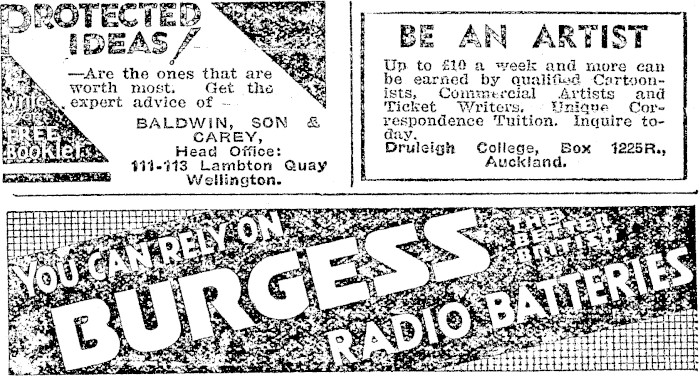 PROTECTED
IDEAS!
—Are the ones that are
worth most. Get the
expert advice of —
Write
FREE
Booklet
BALDWIN, SON &
CAREY,
Head Office:
111-113 Lambton Quay
Wellington.
BE AN ARTIST
Up to £10 a week and more can
be earned by qualified Cartoon-
ists, Commercial Artists and
Ticket Writers. Unique Cor-
respondence Tuition. Inquire to-
day.
Druleigh College, Box 1225R.,
Auckland.
YOU CAN RELY ON
BURGESS
THE
BETTER
BRITISH
RADIO BATTERIES